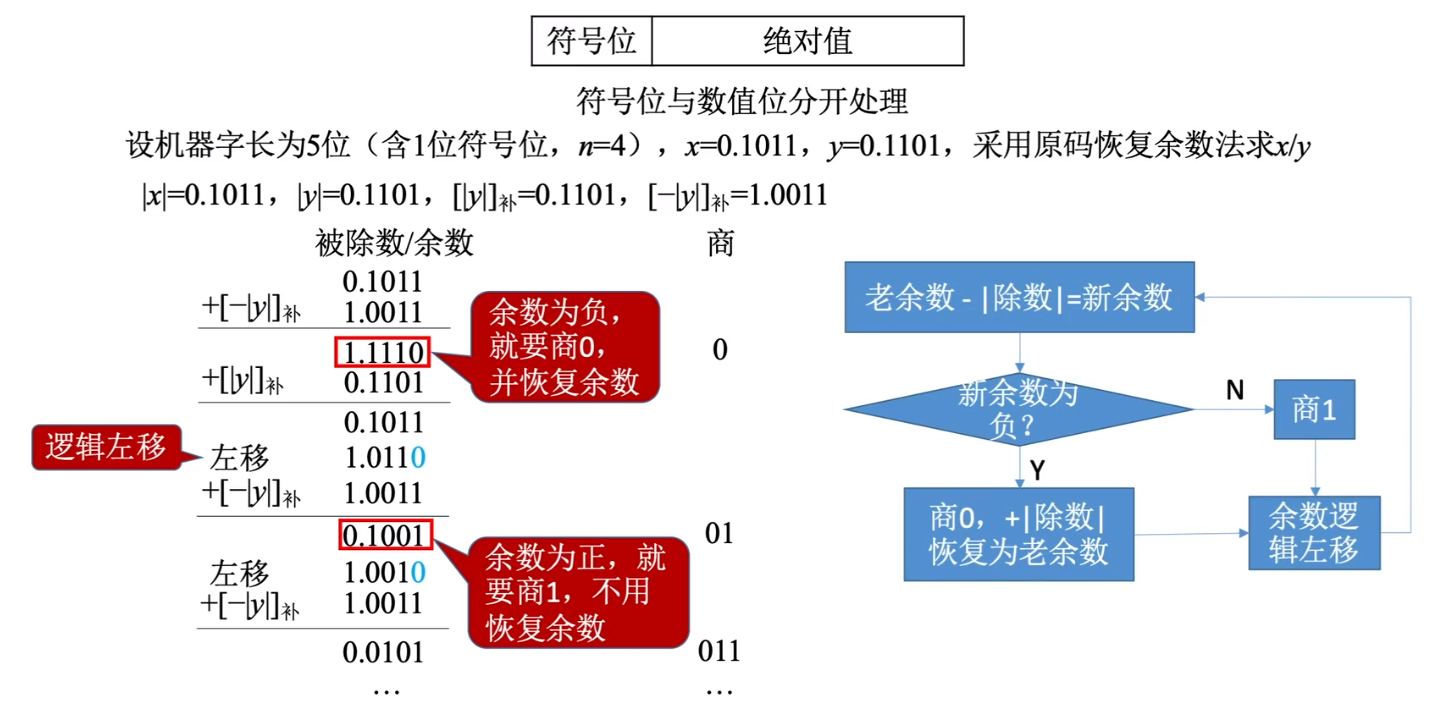 符号位 绝对值
符号位与数值位分开处理
设机器字长为5位（含1位符号位，n=4），x=0.1011，y=0.1101，采用原码恢复余数法求x/y
|x|=0.1011，|y|=0.1101，[|y|]补=0.1101，[−|y|]补=1.0011
被除数/余数 商
0.1011
+[−|y|]补 1.0011
1.1110 0
+[|y|]补 0.1101
0.1011
左移 1.0110
+[−|y|]补 1.0011
0.1001 01
左移 1.0010
+[−|y|]补 1.0011
0.0101 011
… …
余数为负，
就要商0，
并恢复余数
逻辑左移
余数为正，就
要商1，不用
恢复余数
老余数 - |除数|=新余数
新余数为
负？
N
商1
Y
商0，+|除数|
恢复为老余数
余数逻
辑左移